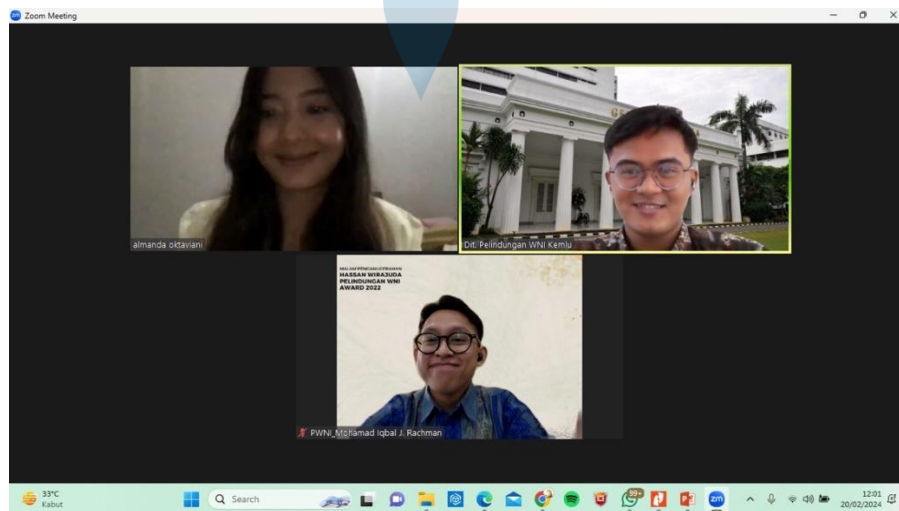 Zoom Meeting
almanda oktaviani
Dit. Pelindungan WNI Kemlu
MALAM PENGANUGERAHAN
HASSAN WIRAJUDA
PELINDUNGAN WNI
AWARD 2022
PWNI_Mohamad Iqbal J. Rachman
33°C
Kabut
Search
99+
zm
12:01
20/02/2024